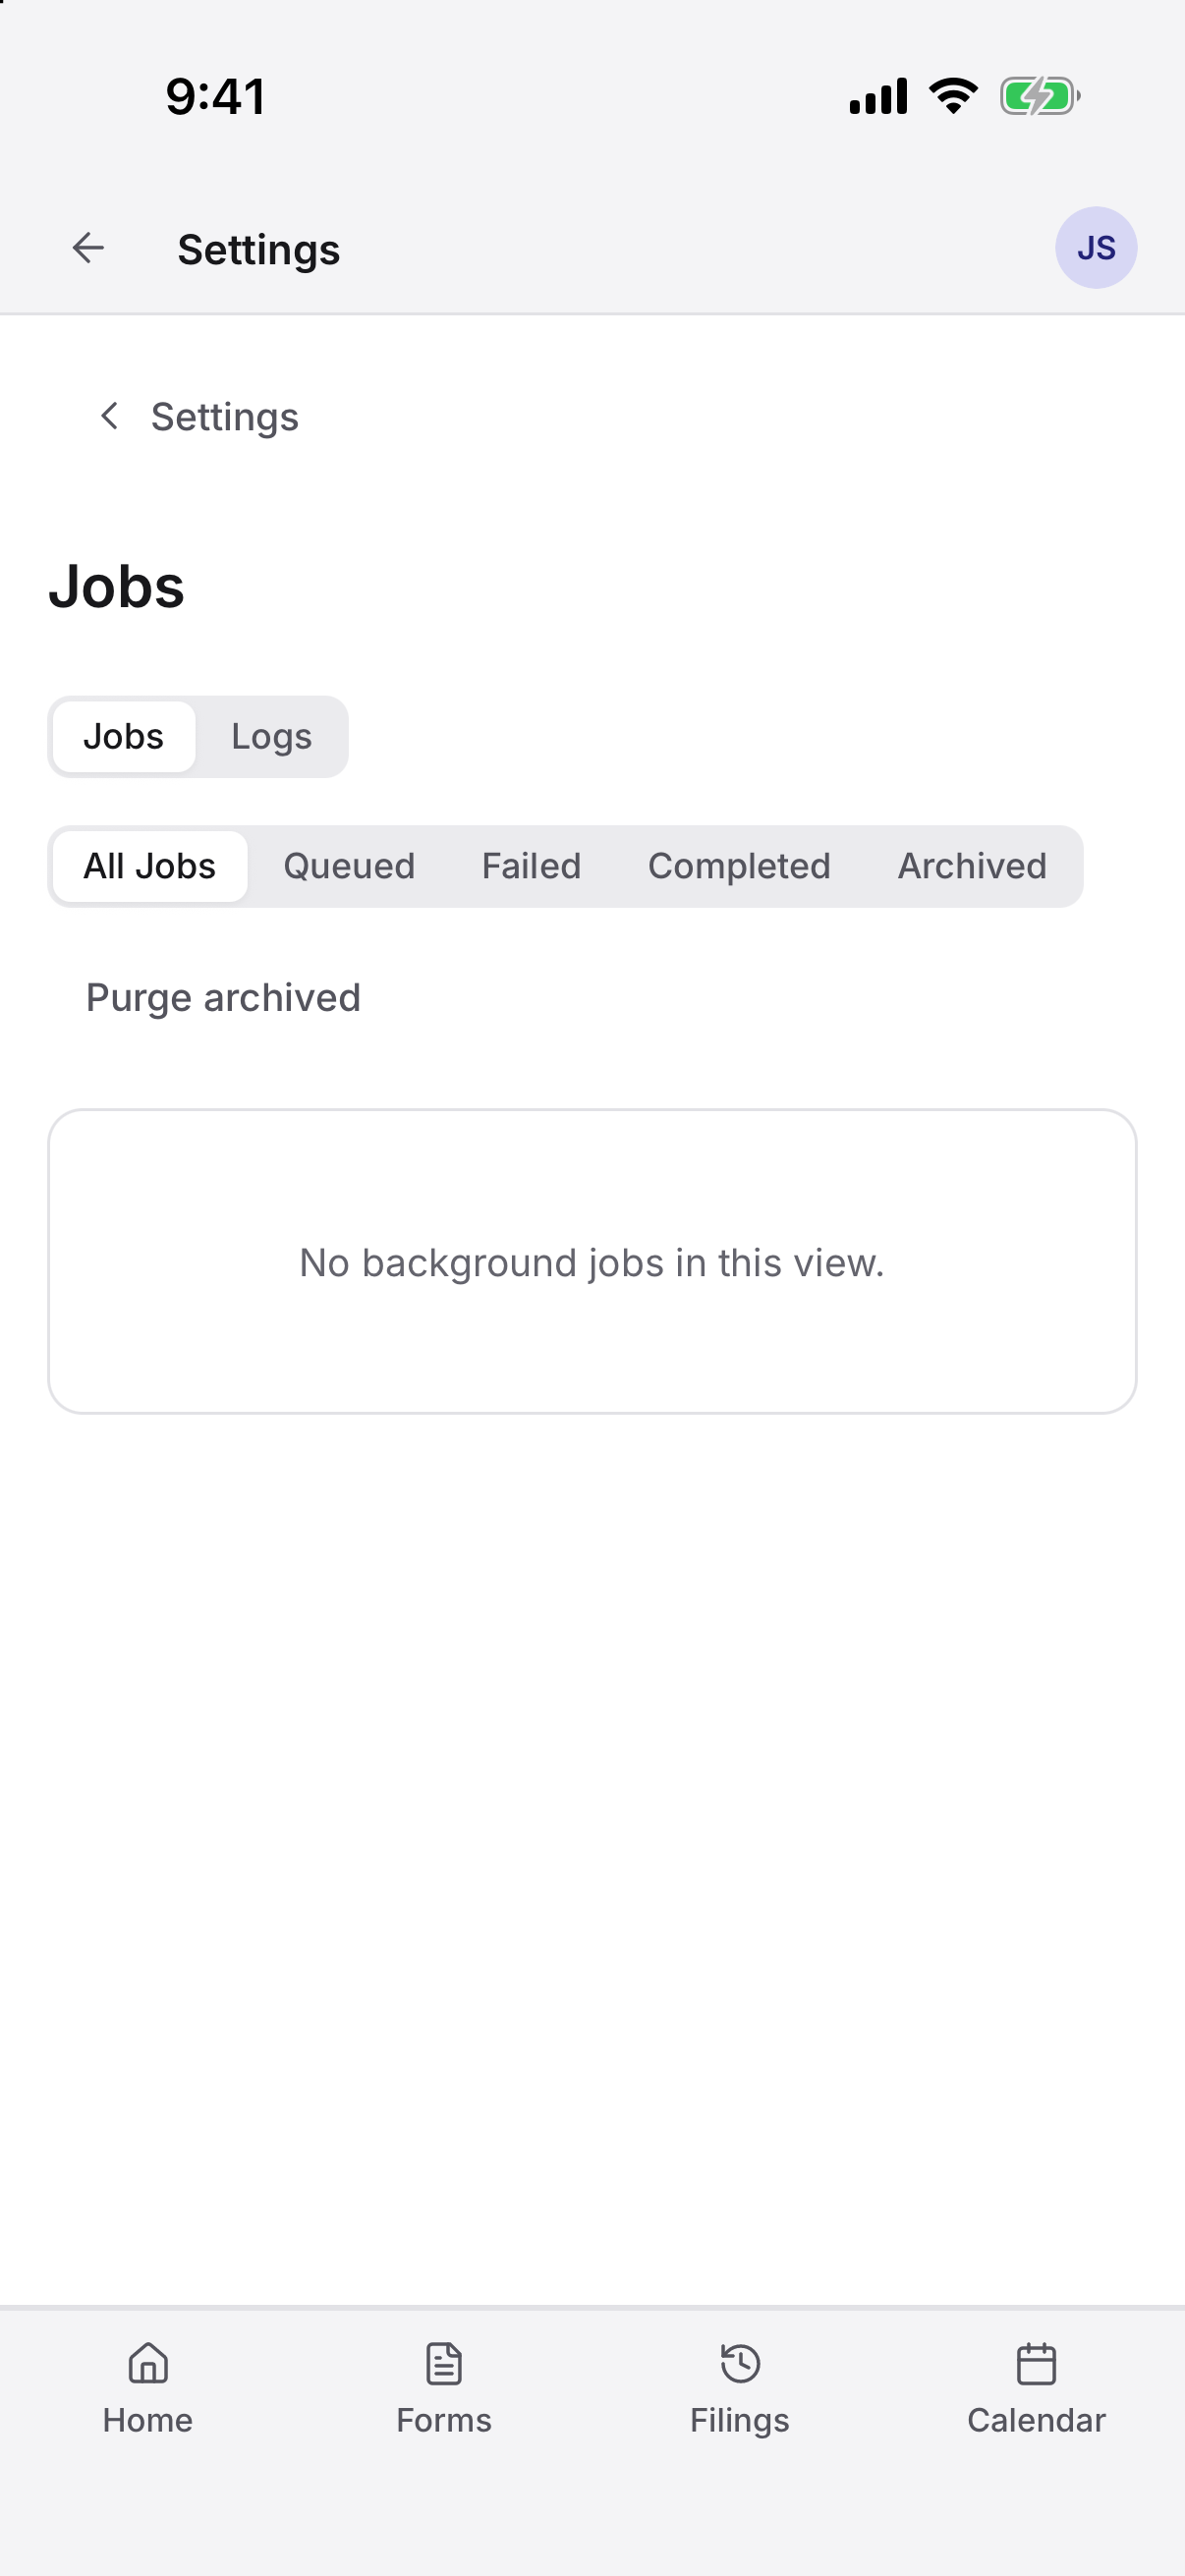 9:41
Settings
JS
Settings
Jobs
Jobs Logs
All Jobs Queued Failed Completed Archived
Purge archived
No background jobs in this view.
Home Forms Filings Calendar